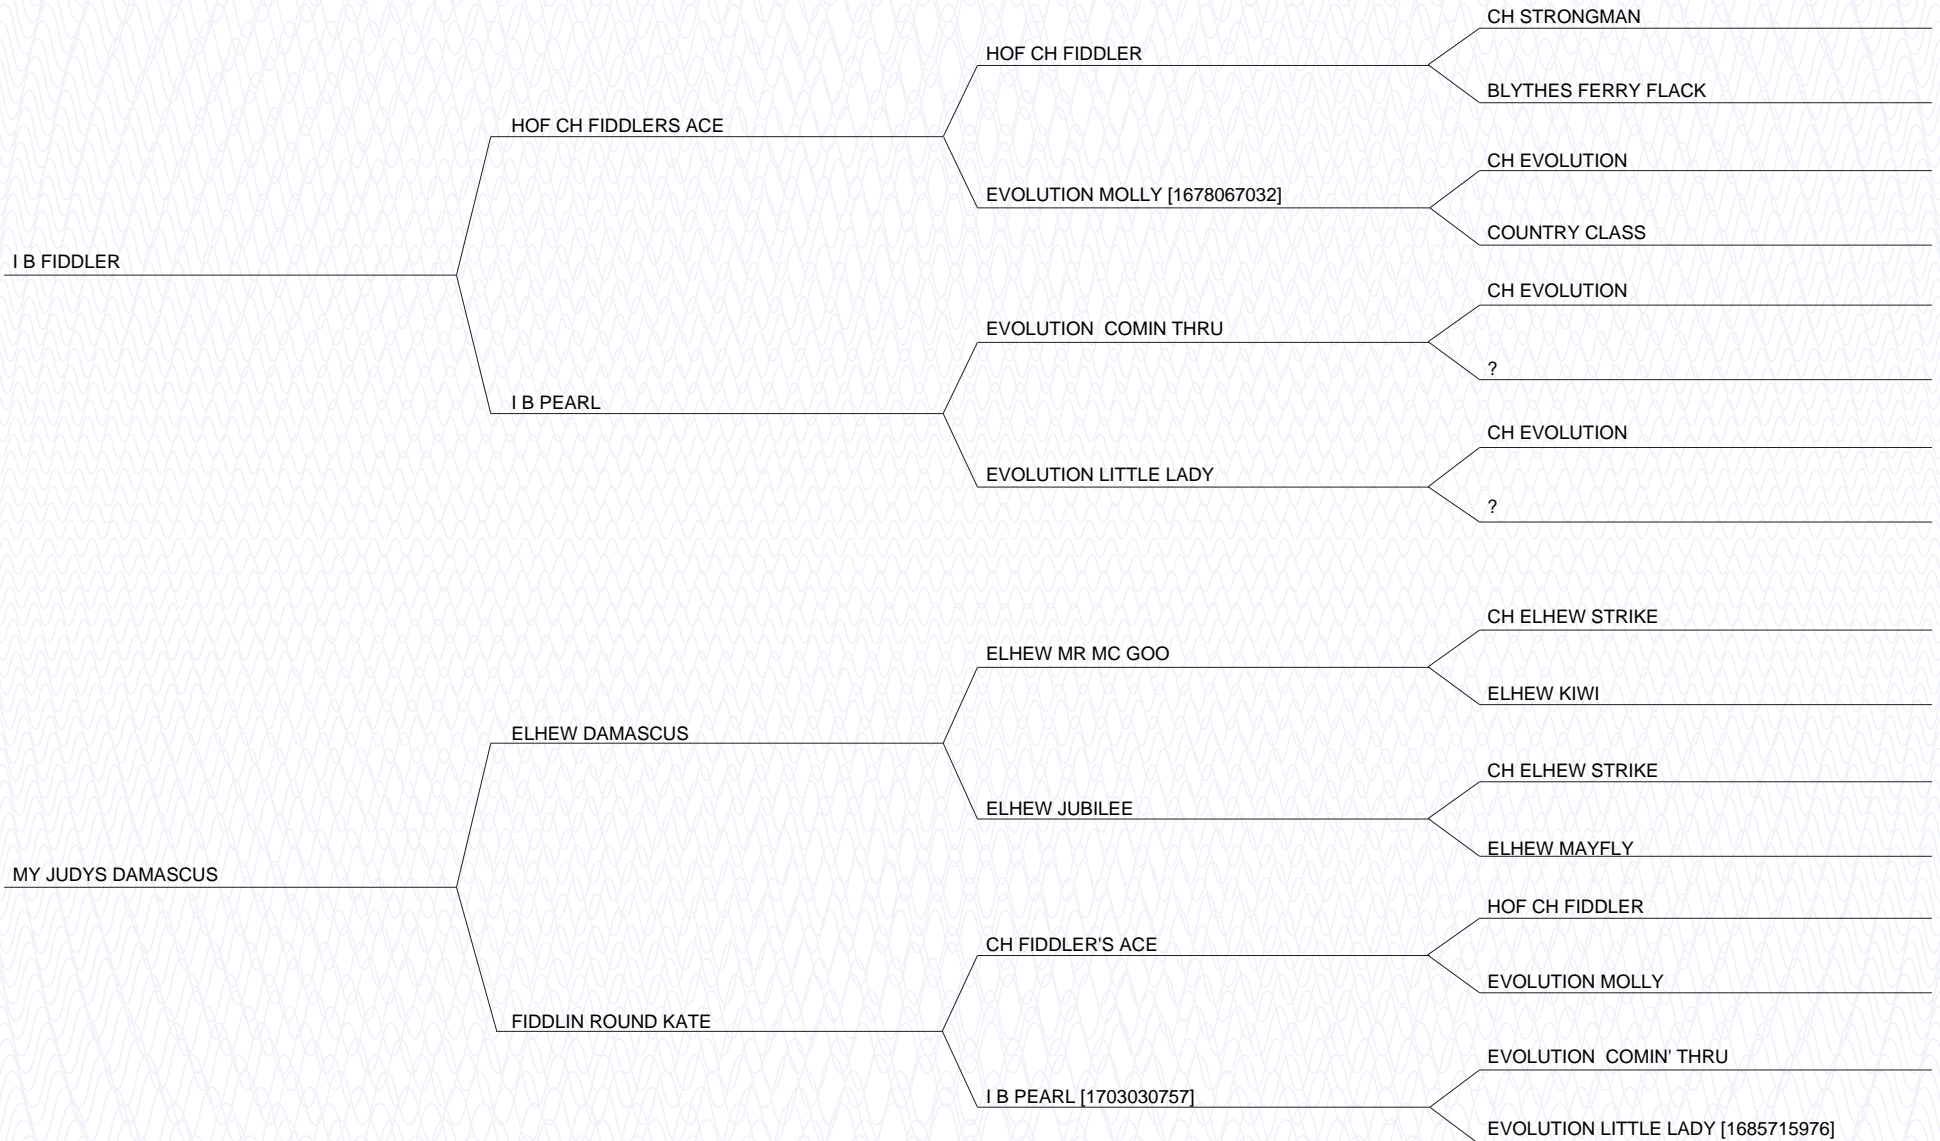 CH STRONGMAN
HOF CH FIDDLER
BLYTHES FERRY FLACK
HOF CH FIDDLERS ACE
CH EVOLUTION
EVOLUTION MOLLY [1678067032]
COUNTRY CLASS
I B FIDDLER
CH EVOLUTION
EVOLUTION  COMIN THRU
?
I B PEARL
CH EVOLUTION
EVOLUTION LITTLE LADY
?
CH ELHEW STRIKE
ELHEW MR MC GOO
ELHEW KIWI
ELHEW DAMASCUS
CH ELHEW STRIKE
ELHEW JUBILEE
ELHEW MAYFLY
MY JUDYS DAMASCUS
HOF CH FIDDLER
CH FIDDLER'S ACE
EVOLUTION MOLLY
FIDDLIN ROUND KATE
EVOLUTION  COMIN' THRU
I B PEARL [1703030757]
EVOLUTION LITTLE LADY [1685715976]